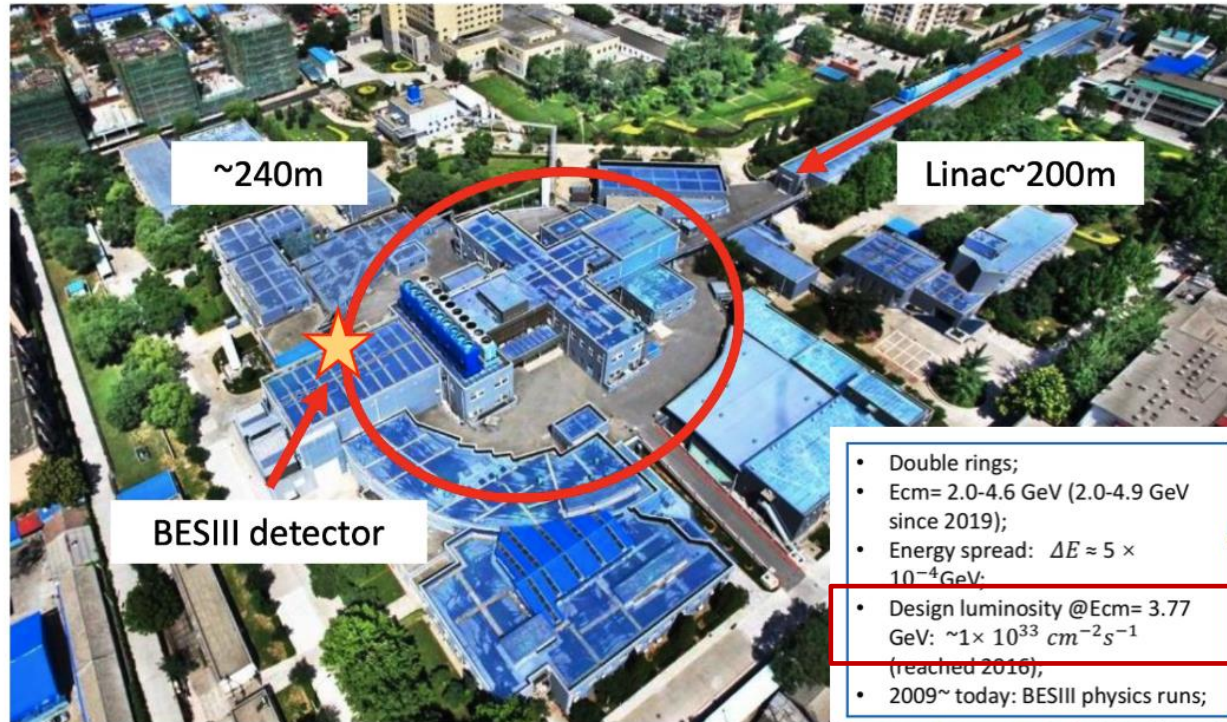 ~240m
Linac~200m
BESIII detector
• Double rings;
• Ecm= 2.0-4.6 GeV (2.0-4.9 GeV
since 2019);
• Energy spread: 𝛥𝐸 ≈ 5 ×
10⁻⁴GeV;
• Design luminosity @Ecm= 3.77
GeV: ~1× 10³³ 𝑐𝑚⁻²𝑠⁻¹
(reached 2016);
• 2009~ today: BESIII physics runs;